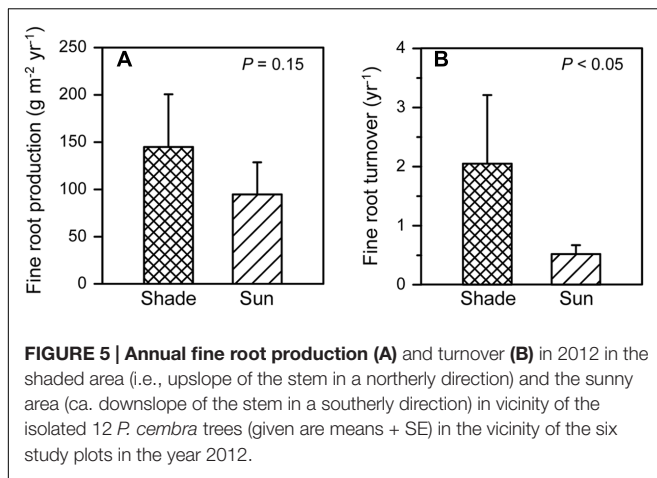 250
200
150
100
50
0
Fine root production (g m⁻² yr⁻¹)
A
P = 0.15
Shade Sun
4
3
2
1
0
Fine root turnover (yr⁻¹)
B
P < 0.05
Shade Sun
FIGURE 5 | Annual fine root production (A) and turnover (B) in 2012 in the
shaded area (i.e., upslope of the stem in a northerly direction) and the sunny
area (ca. downslope of the stem in a southerly direction) in vicinity of the
isolated 12 P. cembra trees (given are means + SE) in the vicinity of the six
study plots in the year 2012.